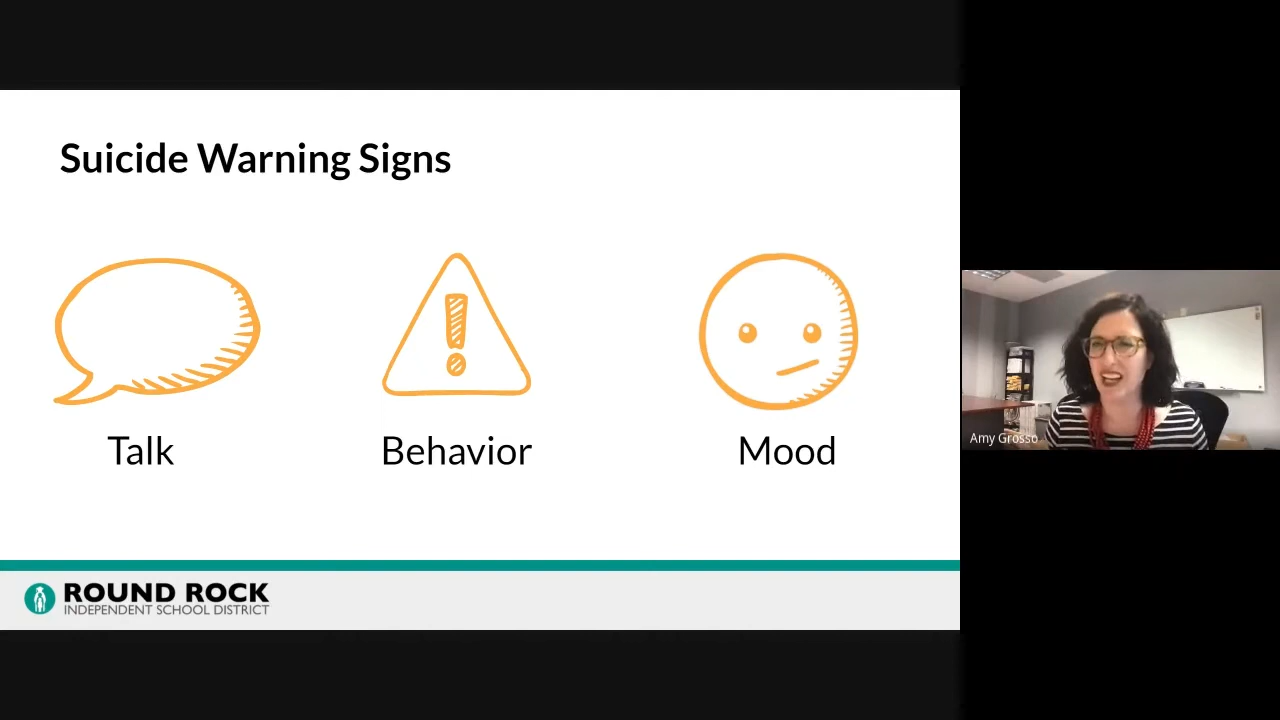 Suicide Warning Signs
Talk
Behavior
Mood
Amy Grosso
ROUND ROCK
INDEPENDENT SCHOOL DISTRICT